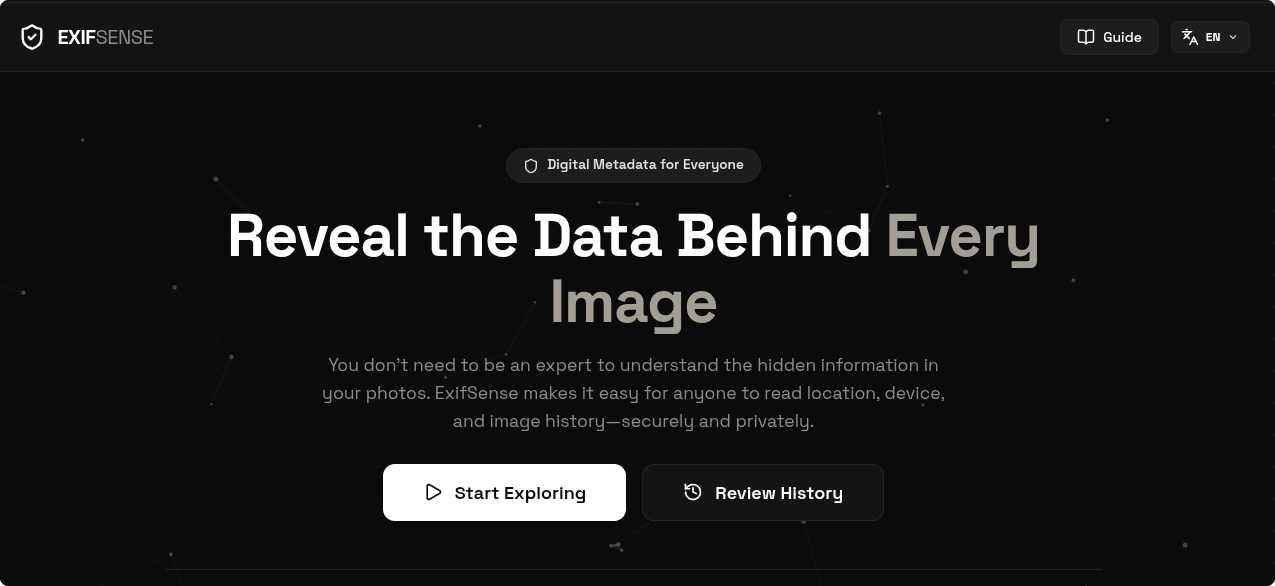 EXIFSENSE
Guide
EN
Digital Metadata for Everyone
Reveal the Data Behind Every
Image
You don't need to be an expert to understand the hidden information in
your photos. ExifSense makes it easy for anyone to read location, device,
and image history—securely and privately.
Start Exploring
Review History